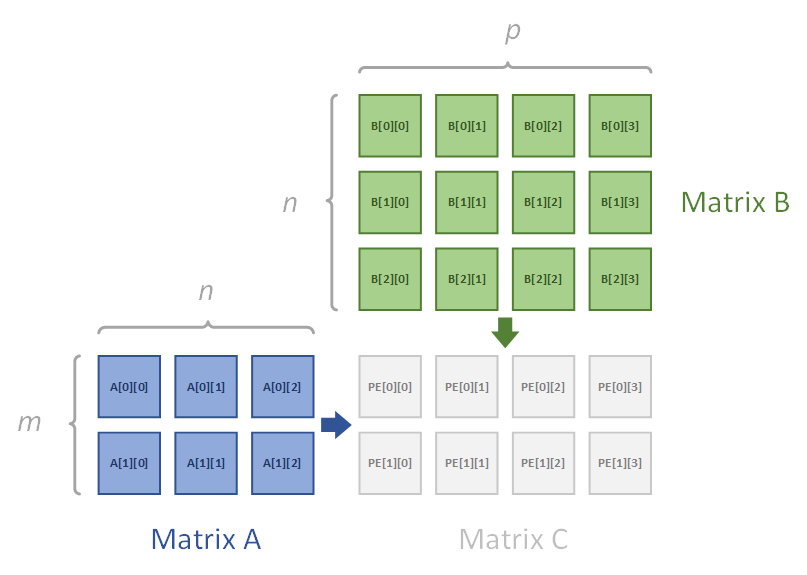 p
B[0][0] B[0][1] B[0][2] B[0][3]
n
B[1][0] B[1][1] B[1][2] B[1][3]
Matrix B
B[2][0] B[2][1] B[2][2] B[2][3]
n
A[0][0] A[0][1] A[0][2]
PE[0][0] PE[0][1] PE[0][2] PE[0][3]
m
A[1][0] A[1][1] A[1][2]
PE[1][0] PE[1][1] PE[1][2] PE[1][3]
Matrix A
Matrix C